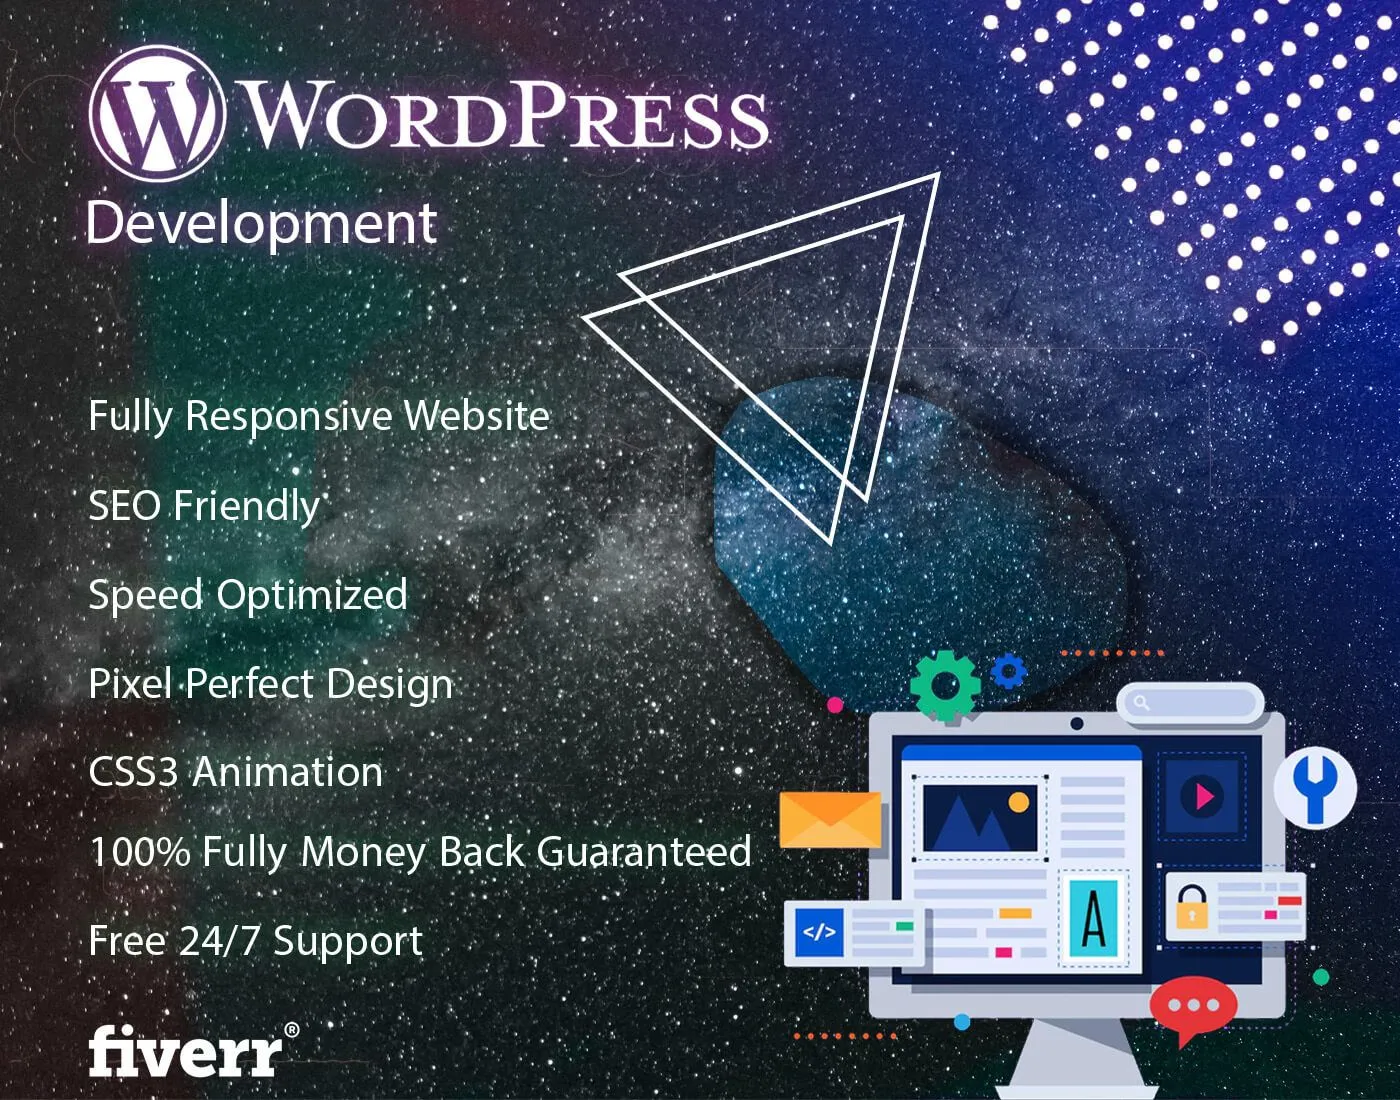 WORDPRESS
Development
Fully Responsive Website
SEO Friendly
Speed Optimized
Pixel Perfect Design
CSS3 Animation
100% Fully Money Back Guaranteed
Free 24/7 Support
fiverr®
</>
A